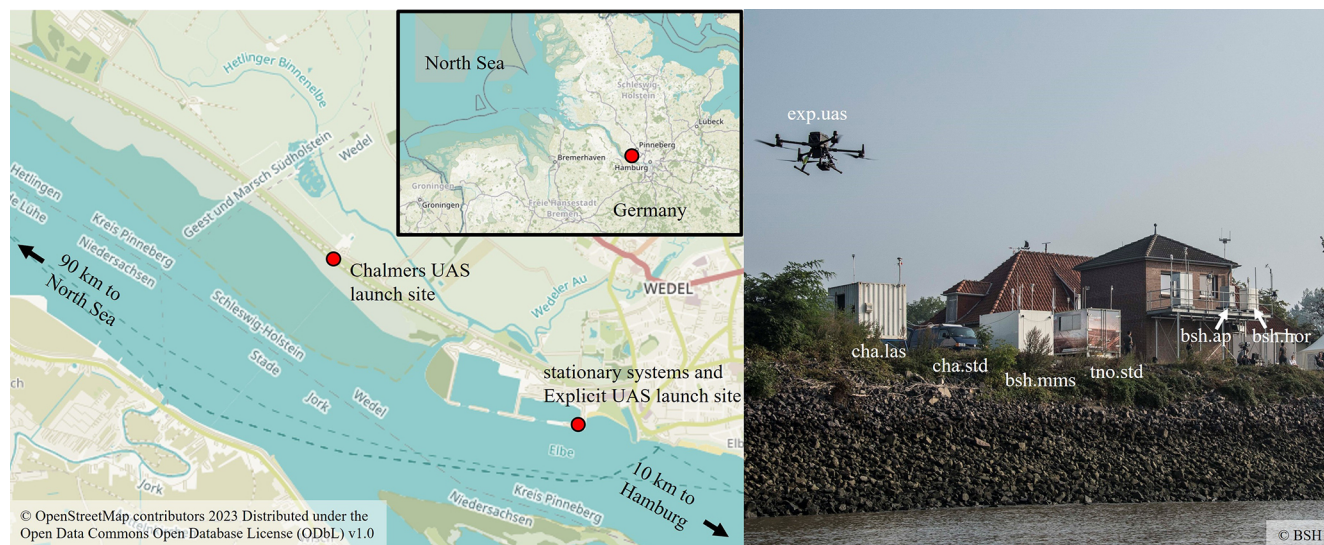 Hetlinger Binnenelbe
Geest und Marsch Südholstein
Wedel
Hetlingen
Kreis Pinneberg
Niedersachsen
90 km to
North Sea
Schleswig-Holstein
Stade
Jork
Wedel
Chalmers UAS
launch site
Wedeler Au
WEDEL
stationary systems and
Explicit UAS launch site
Elbe
10 km to
Hamburg
Kreis Pinneberg
Niedersachsen
Jork
© OpenStreetMap contributors 2023 Distributed under the
Open Data Commons Open Database License (ODbL) v1.0
North Sea
Schleswig
Holstein
Lübeck
Pinneberg
Hamburg
Bremerhaven
Groningen
Groningen
Freie Hansestadt
Bremen
Germany
exp.uas
cha.las
cha.std
bsh.mms
tno.std
bsh.ap
bsh.hor
© BSH